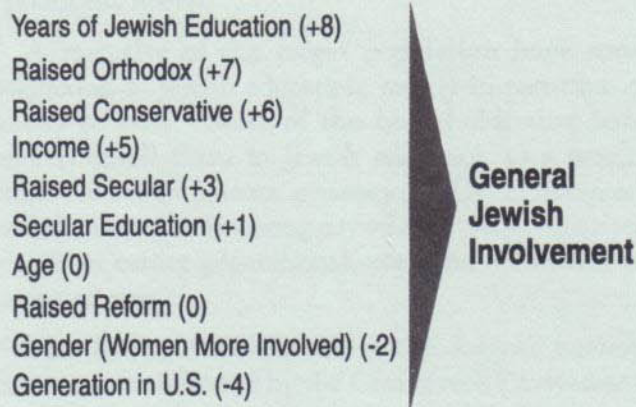 Years of Jewish Education (+8)
Raised Orthodox (+7)
Raised Conservative (+6)
Income (+5)
Raised Secular (+3)
Secular Education (+1)
Age (0)
Raised Reform (0)
Gender (Women More Involved) (-2)
Generation in U.S. (-4)
General
Jewish
Involvement